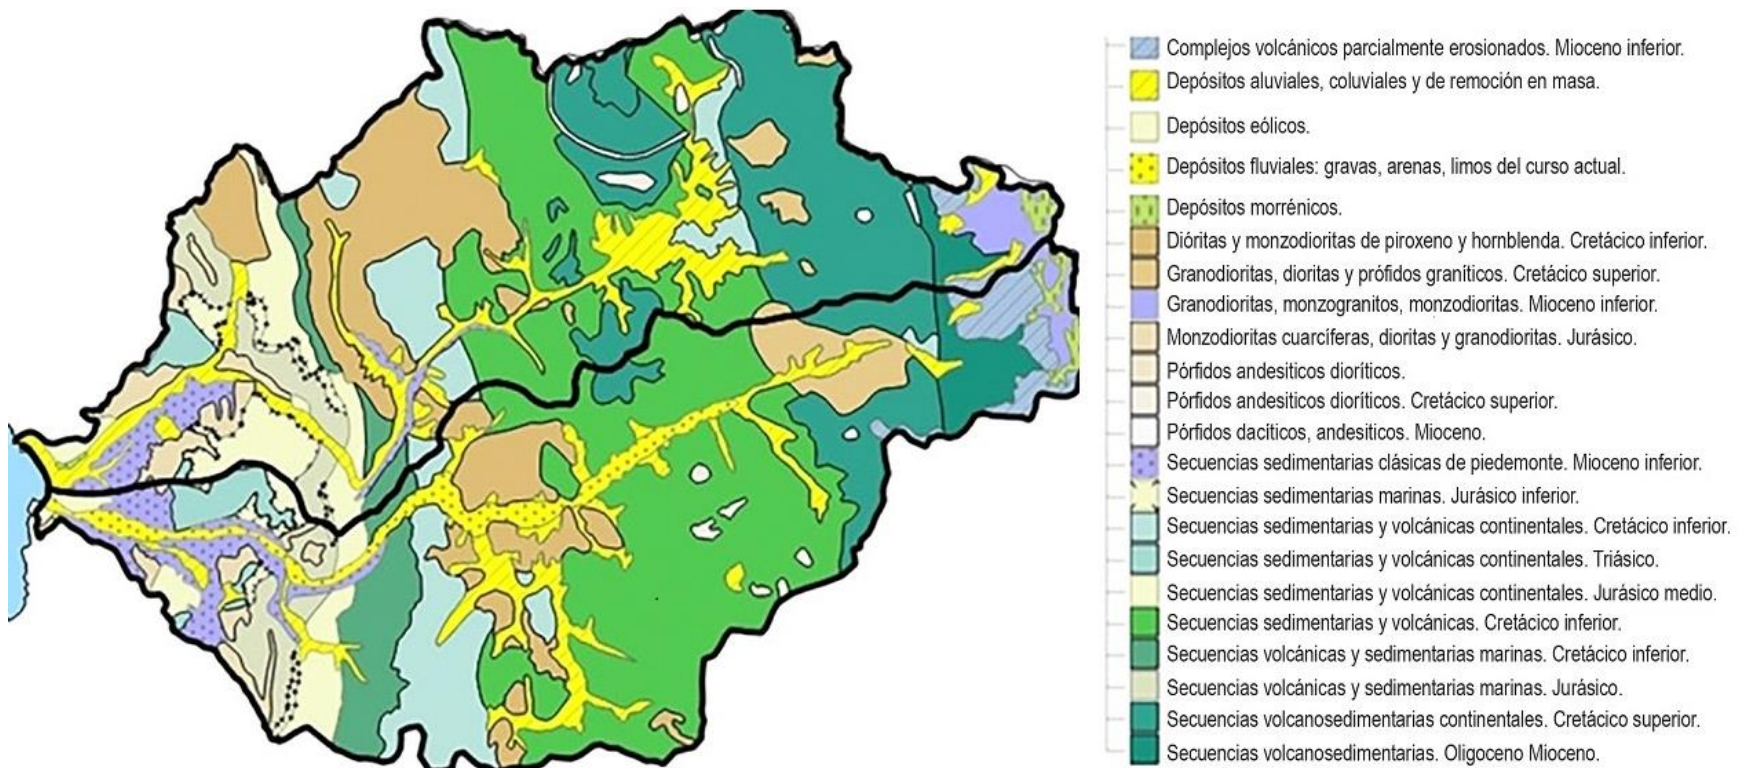 Complejos volcánicos parcialmente erosionados. Mioceno inferior.
Depósitos aluviales, coluviales y de remoción en masa.
Depósitos eólicos.
Depósitos fluviales: gravas, arenas, limos del curso actual.
Depósitos morrénicos.
Dióritas y monzodioritas de piroxeno y hornblenda. Cretácico inferior.
Granodioritas, dioritas y prófidos graníticos. Cretácico superior.
Granodioritas, monzogranitos, monzodioritas. Mioceno inferior.
Monzodioritas cuarcíferas, dioritas y granodioritas. Jurásico.
Pórfidos andesiticos dioríticos.
Pórfidos andesiticos dioríticos. Cretácico superior.
Pórfidos dacíticos, andesiticos. Mioceno.
Secuencias sedimentarias clásicas de piedemonte. Mioceno inferior.
Secuencias sedimentarias marinas. Jurásico inferior.
Secuencias sedimentarias y volcánicas continentales. Cretácico inferior.
Secuencias sedimentarias y volcánicas continentales. Triásico.
Secuencias sedimentarias y volcánicas continentales. Jurásico medio.
Secuencias sedimentarias y volcánicas. Cretácico inferior.
Secuencias volcánicas y sedimentarias marinas. Cretácico inferior.
Secuencias volcánicas y sedimentarias marinas. Jurásico.
Secuencias volcanosedimentarias continentales. Cretácico superior.
Secuencias volcanosedimentarias. Oligoceno Mioceno.